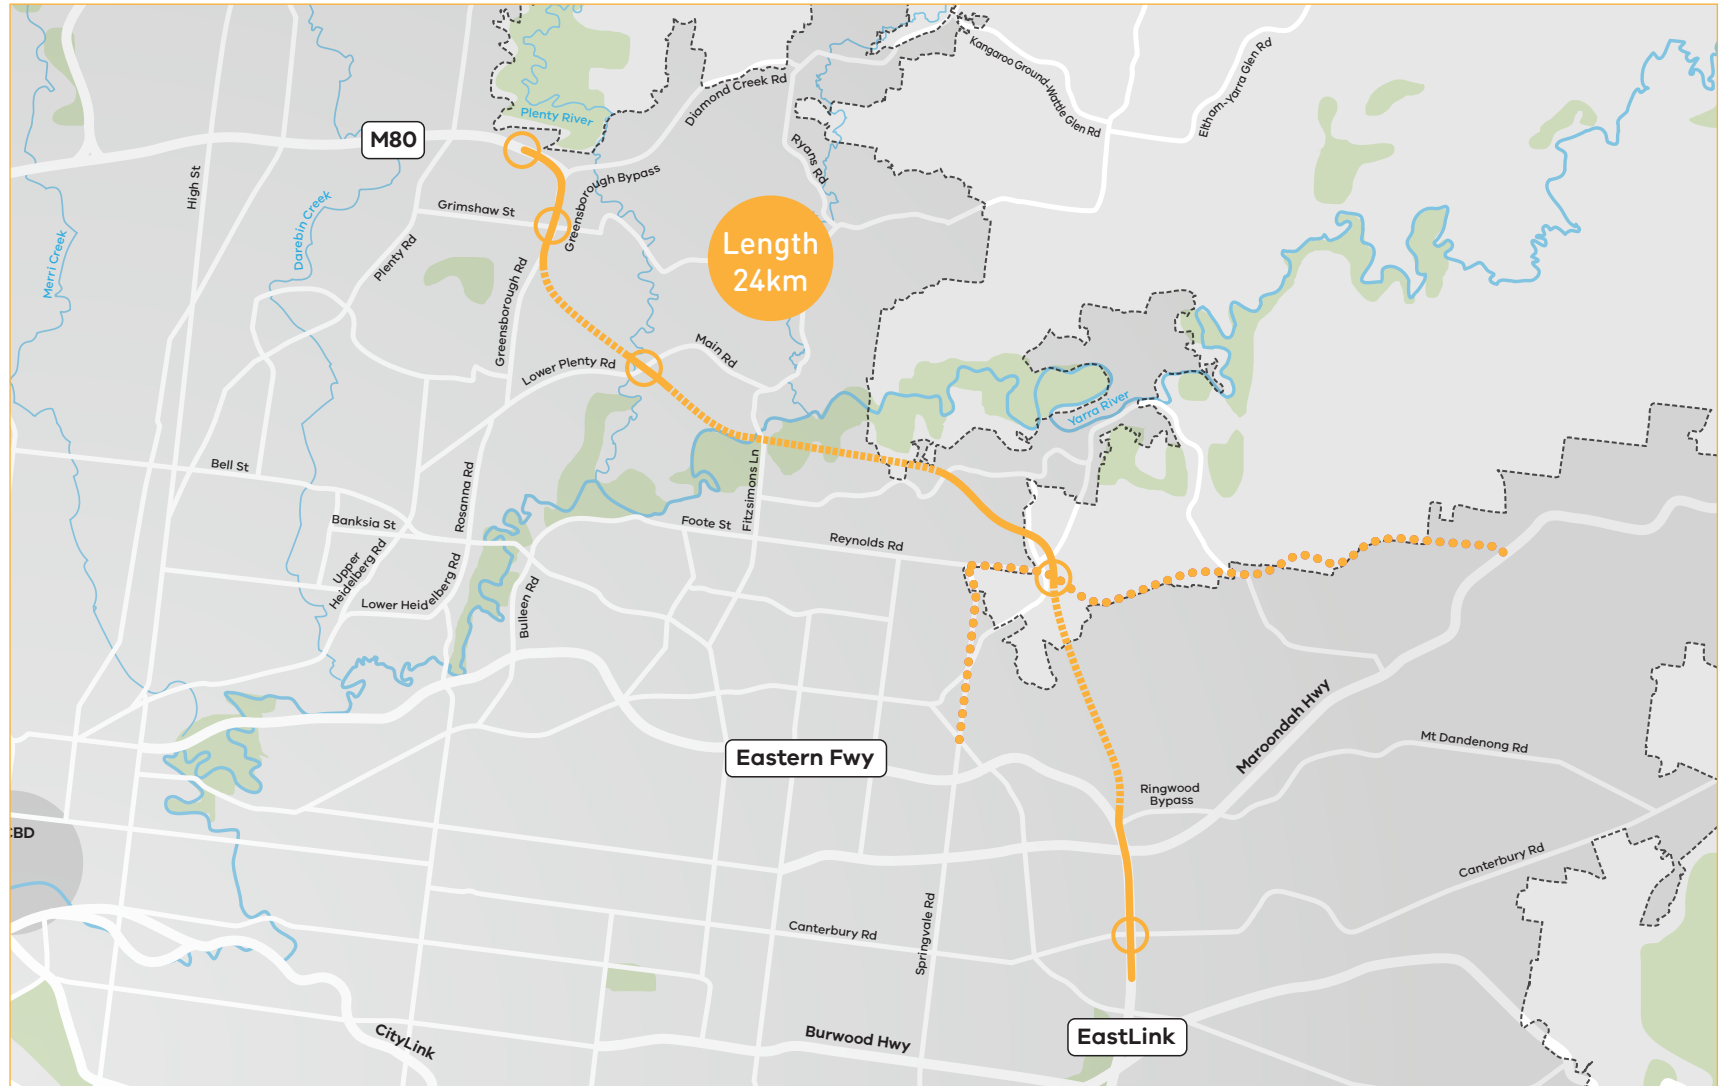 Kangaroo Ground-Wattle Glen Rd
Eltham-Yarra Glen Rd
Diamond Creek Rd
Plenty River
M80
Ryans Rd
High St
Greensborough Bypass
Grimshaw St
Darebin Creek
Merri Creek
Plenty Rd
Length
24km
Greensborough Rd
Main Rd
Lower Plenty Rd
Yarra River
Bell St
Rosanna Rd
Fitzsimons Ln
Banksia St
Foote St
Reynolds Rd
Upper
Heidelberg Rd
Lower Heidelberg Rd
Bulleen Rd
Maroondah Hwy
Mt Dandenong Rd
Eastern Fwy
Ringwood
Bypass
CBD
Canterbury Rd
Springvale Rd
Canterbury Rd
CityLink
Burwood Hwy
EastLink